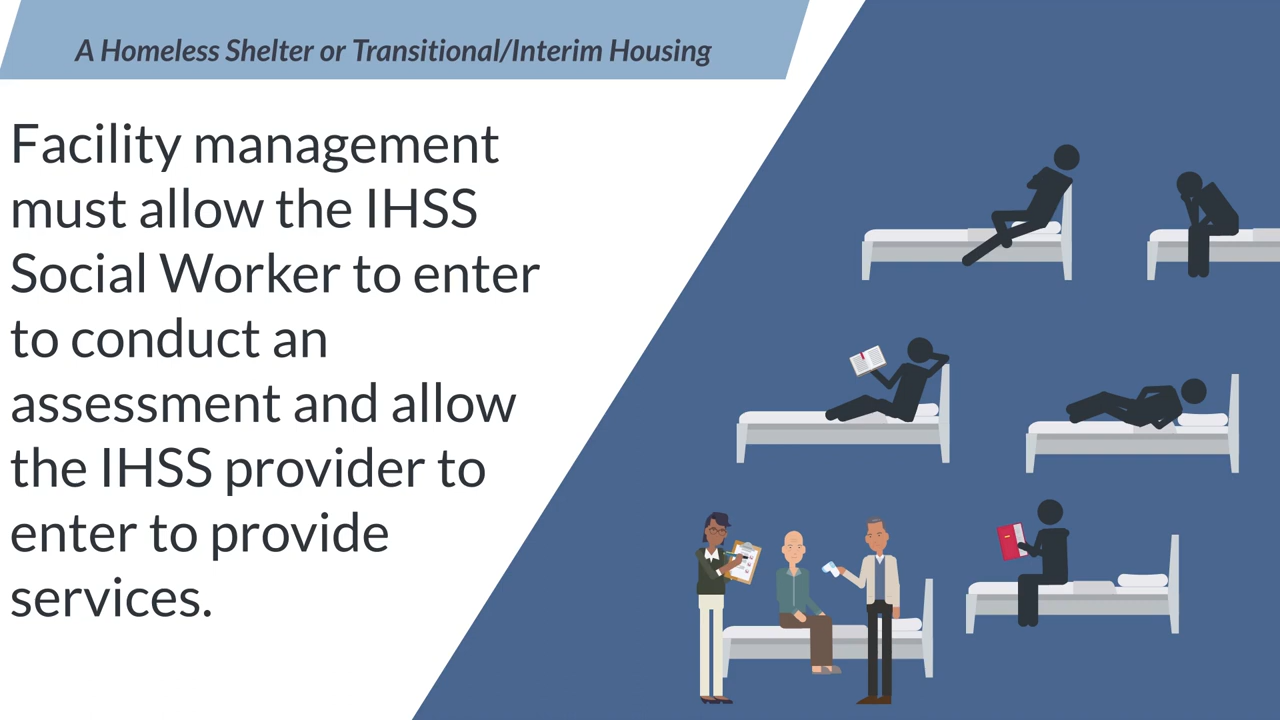 A Homeless Shelter or Transitional/Interim Housing
Facility management
must allow the IHSS
Social Worker to enter
to conduct an
assessment and allow
the IHSS provider to
enter to provide
services.